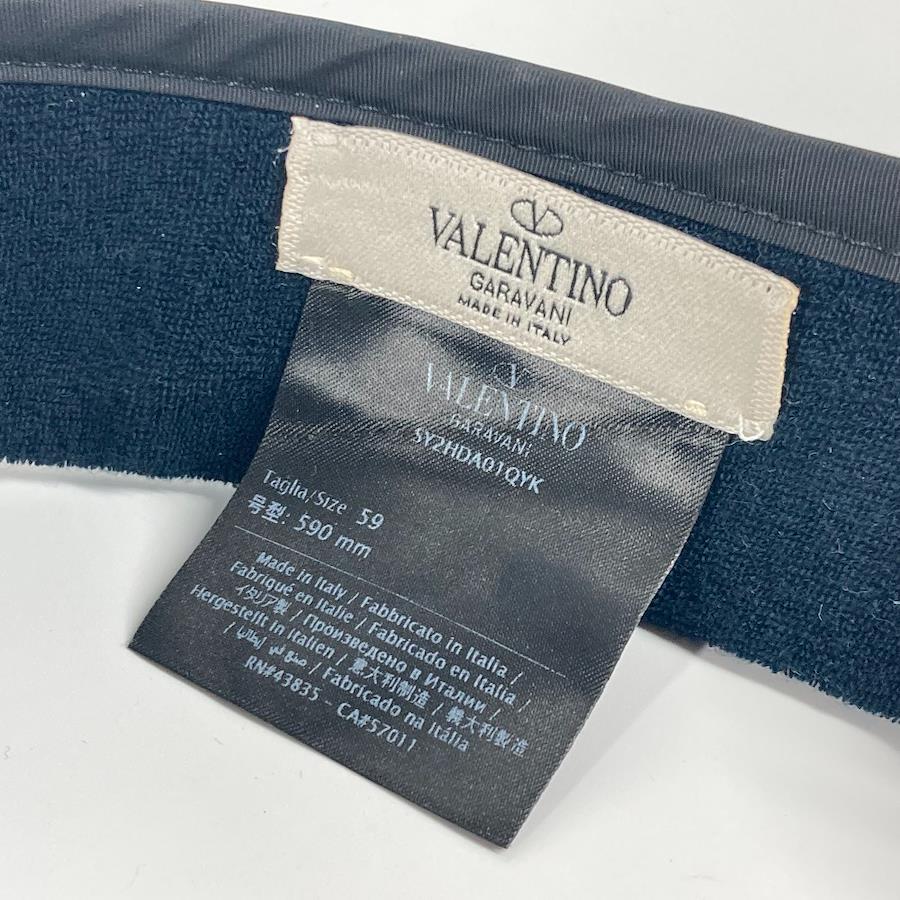 VALENTINO
GARAVANI
MADE IN ITALY
VALENTINO
GARAVANI
5Y2HDA01QYK
Taglia/Size 59
号型: 590 mm
Made in Italy / Fabbricato in Italia
Fabriqué en Italie / Fabricado en Italia
イタリア製 / Произведено в Италии /
Hergestellt in Italien / 意大利制造 / 義大利製造
/ صنع في إيطاليا / Fabricado na Itália
RN#43835 - CA#57011